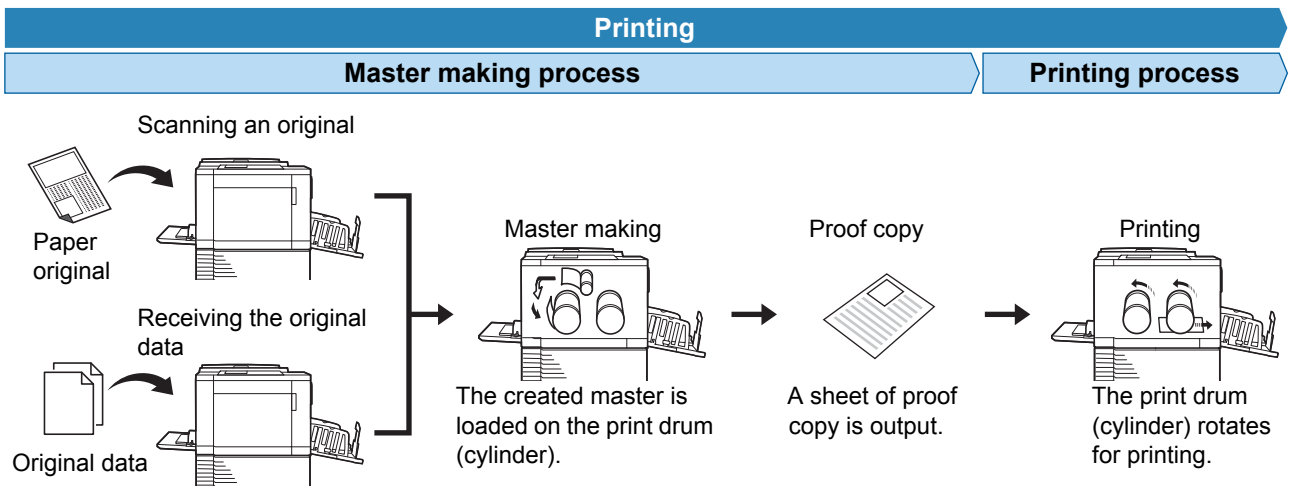 Printing
Master making process
Printing process
Scanning an original
Paper
original
Receiving the original
data
Original data
Master making
The created master is
loaded on the print drum
(cylinder).
Proof copy
A sheet of proof
copy is output.
Printing
The print drum
(cylinder) rotates
for printing.